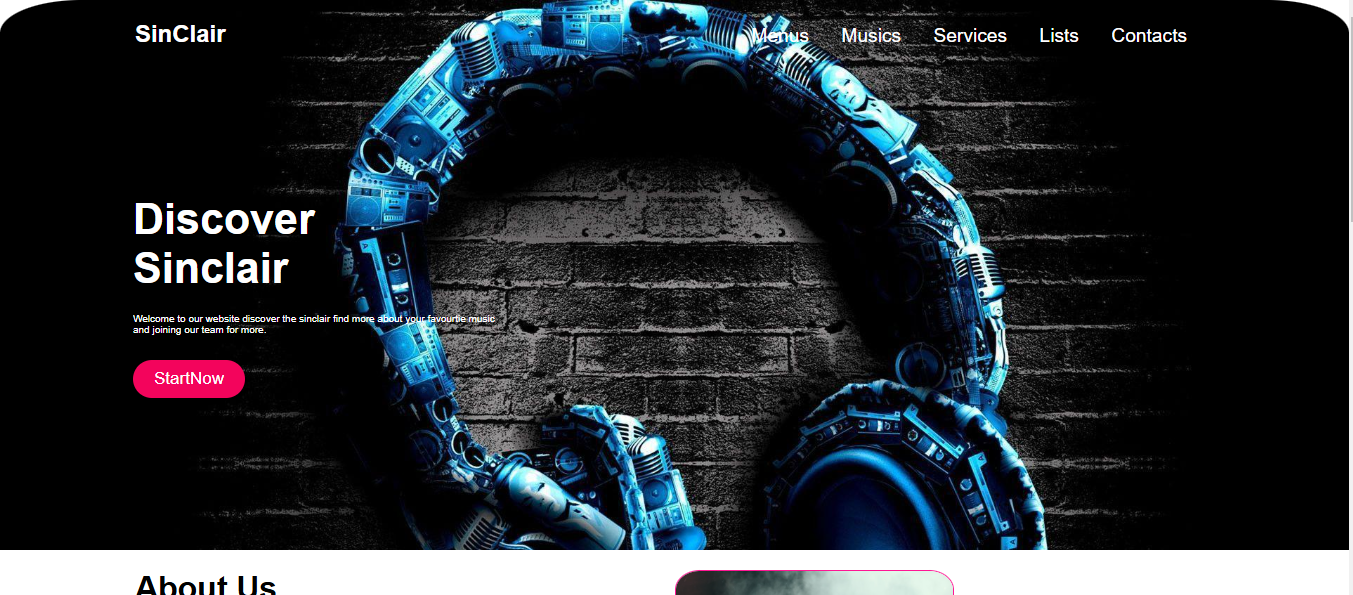 SinClair
Menus Musics Services Lists Contacts
Discover
Sinclair
Welcome to our website discover the sinclair find more about your favourtie music
and joining our team for more.
StartNow
About Us